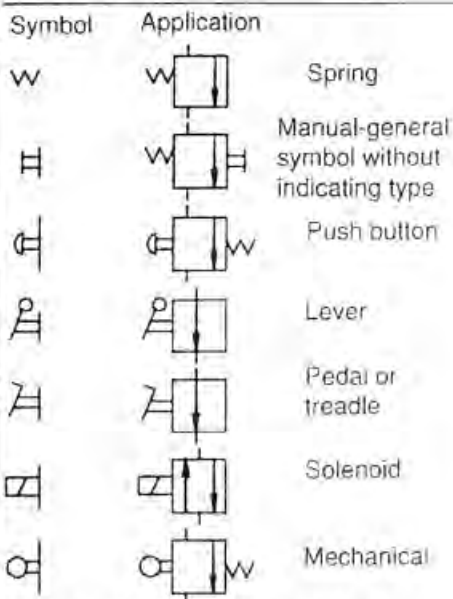 Symbol Application
Spring
Manual-general
symbol without
indicating type
Push button
Lever
Pedal or
treadle
Solenoid
Mechanical